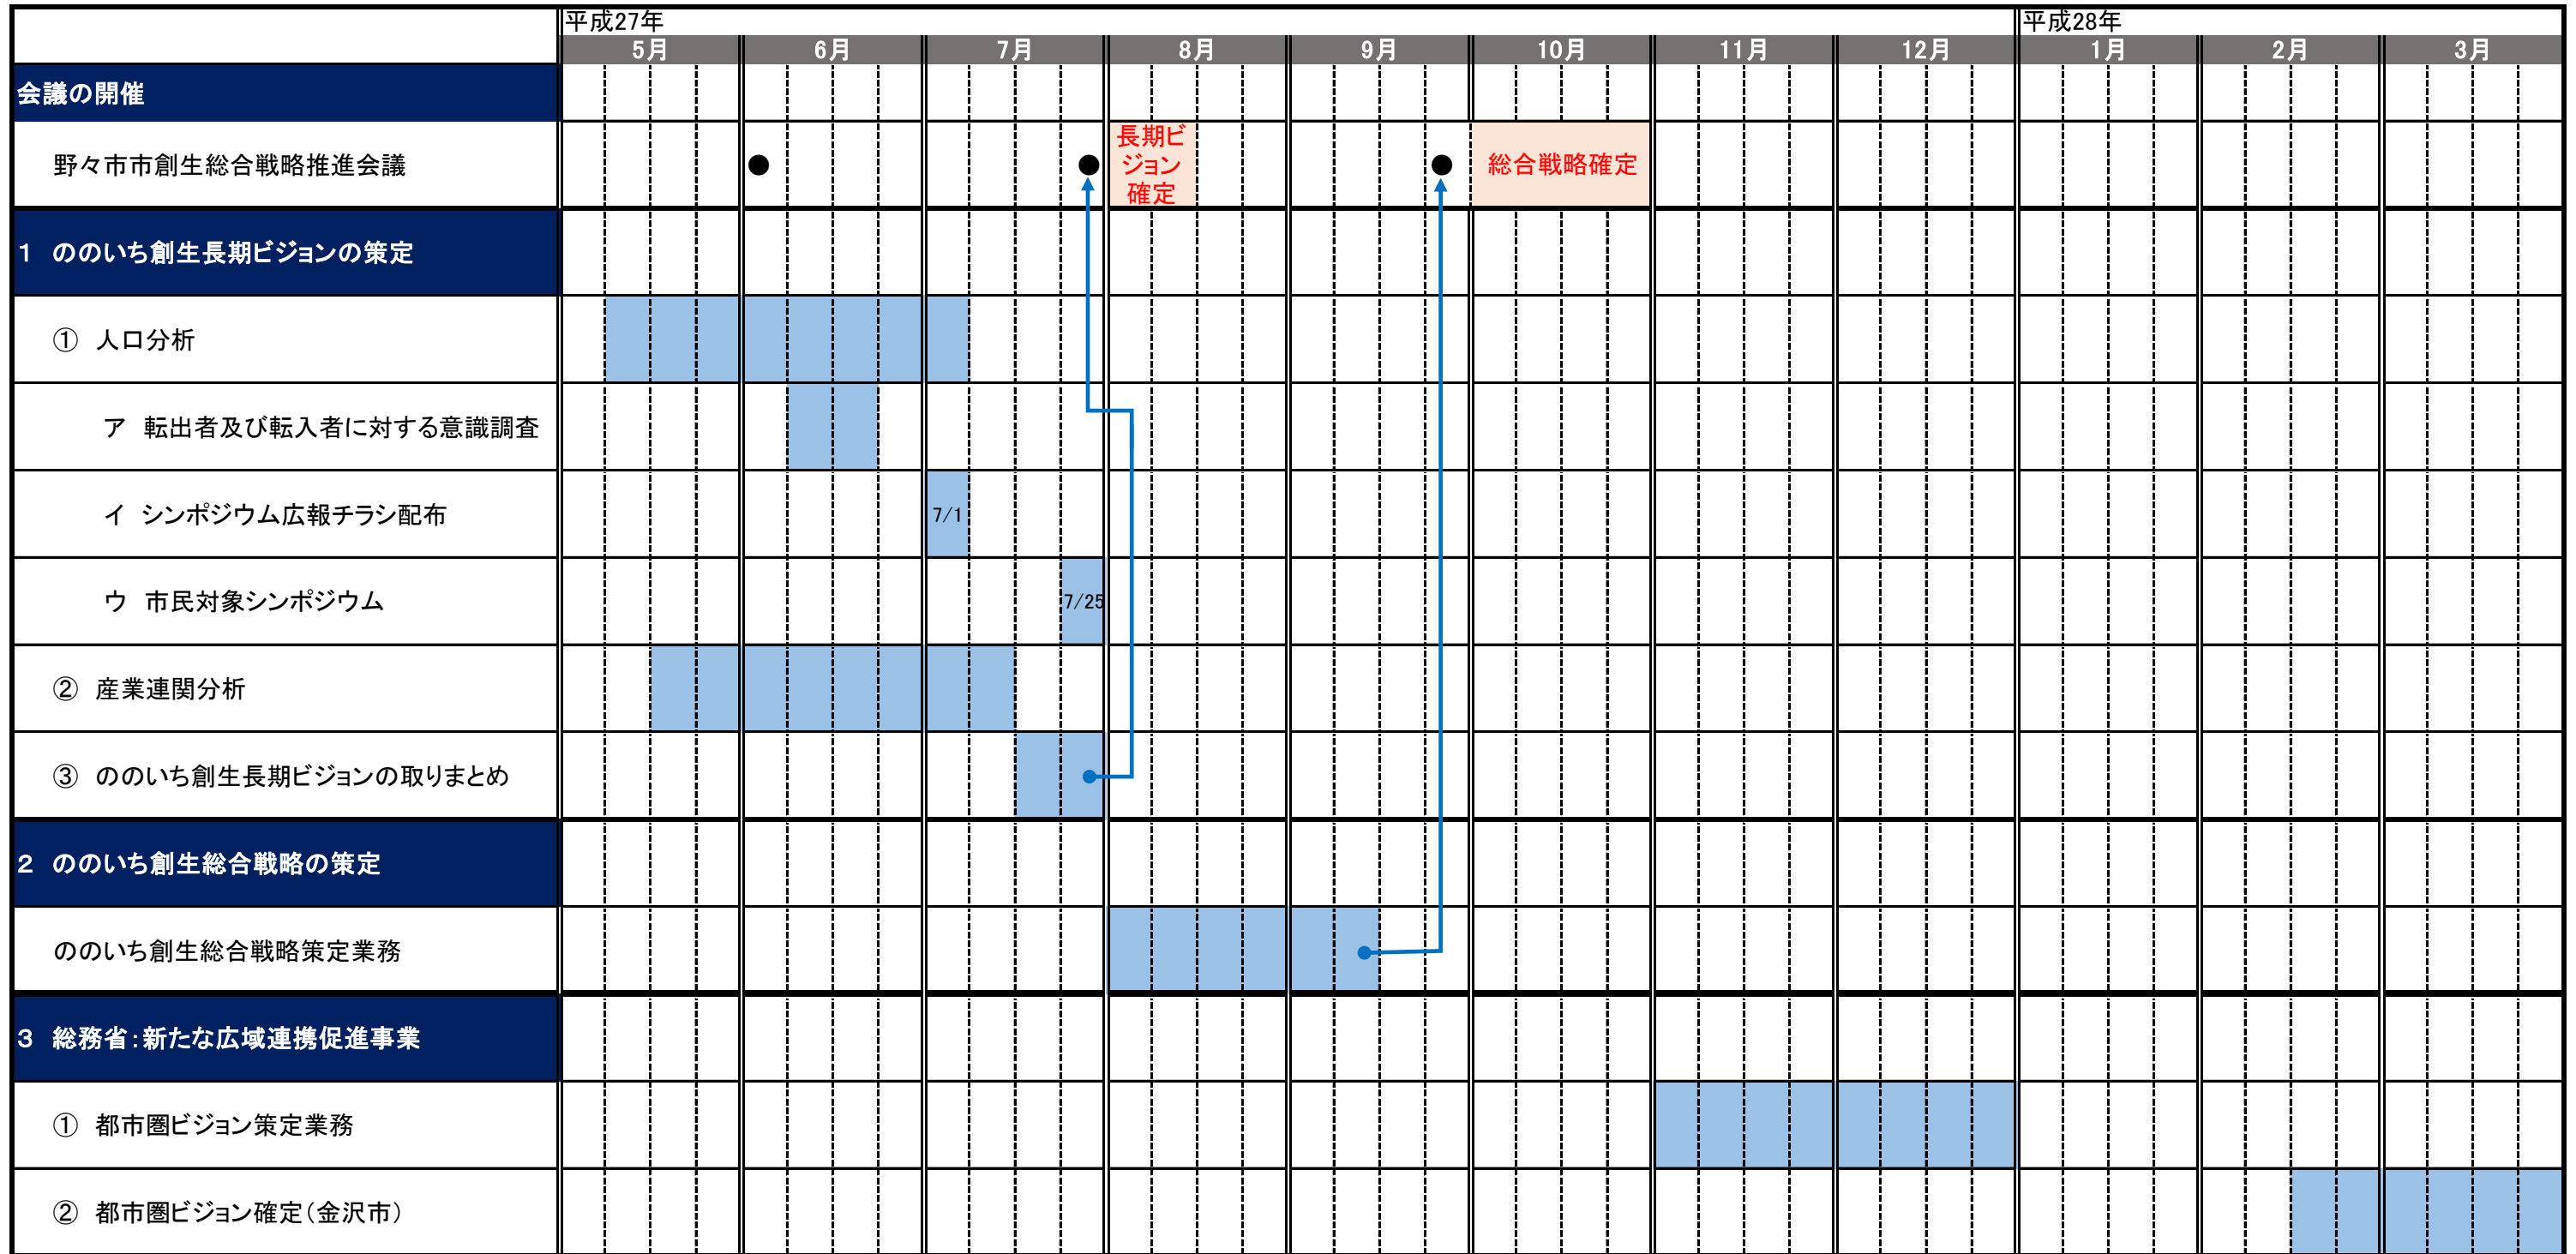 平成27年
平成28年
5月
6月
7月
8月
9月
10月
11月
12月
1月
2月
3月
会議の開催
野々市市創生総合戦略推進会議
長期ビ
ジョン
確定
総合戦略確定
1 ののいち創生長期ビジョンの策定
① 人口分析
ア 転出者及び転入者に対する意識調査
イ シンポジウム広報チラシ配布
7/1
ウ 市民対象シンポジウム
7/25
② 産業連関分析
③ ののいち創生長期ビジョンの取りまとめ
2 ののいち創生総合戦略の策定
ののいち創生総合戦略策定業務
3 総務省:新たな広域連携促進事業
① 都市圏ビジョン策定業務
② 都市圏ビジョン確定(金沢市)